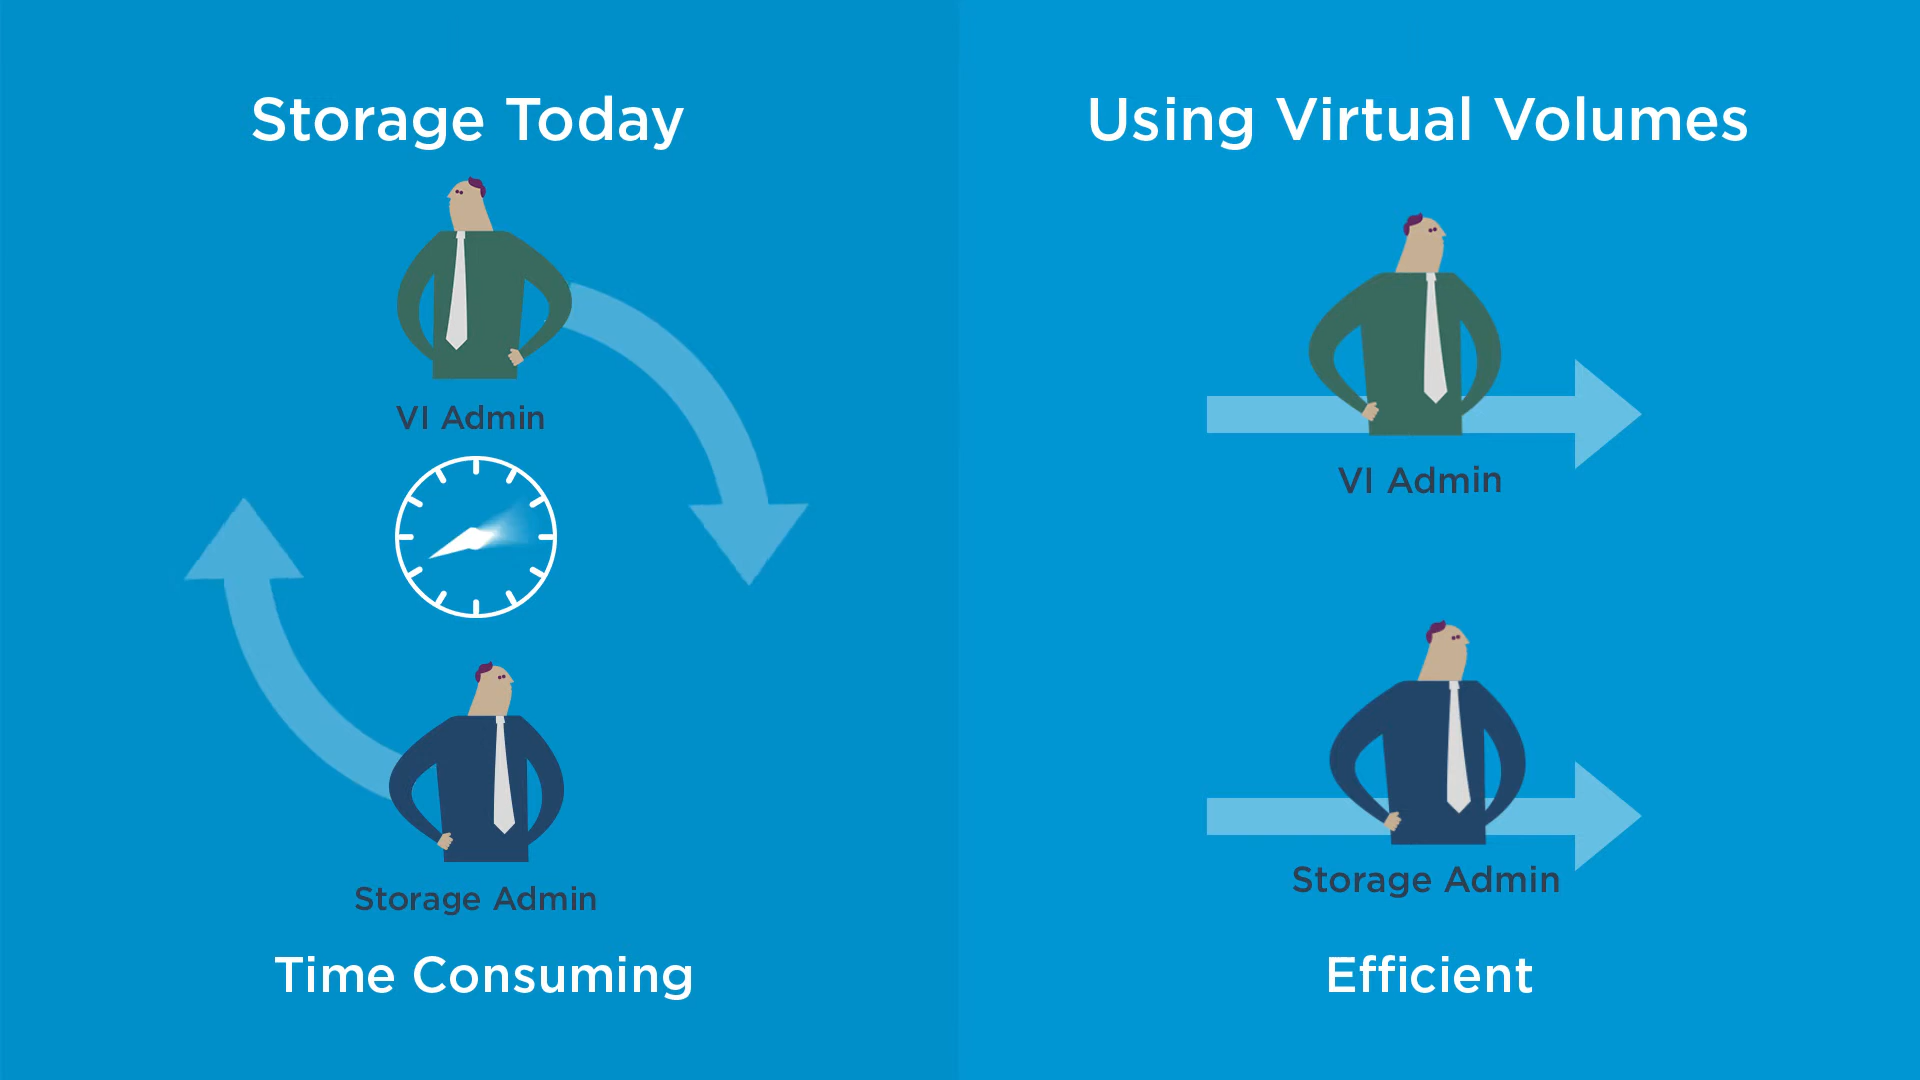 Storage Today
VI Admin
Storage Admin
Time Consuming
Using Virtual Volumes
VI Admin
Storage Admin
Efficient